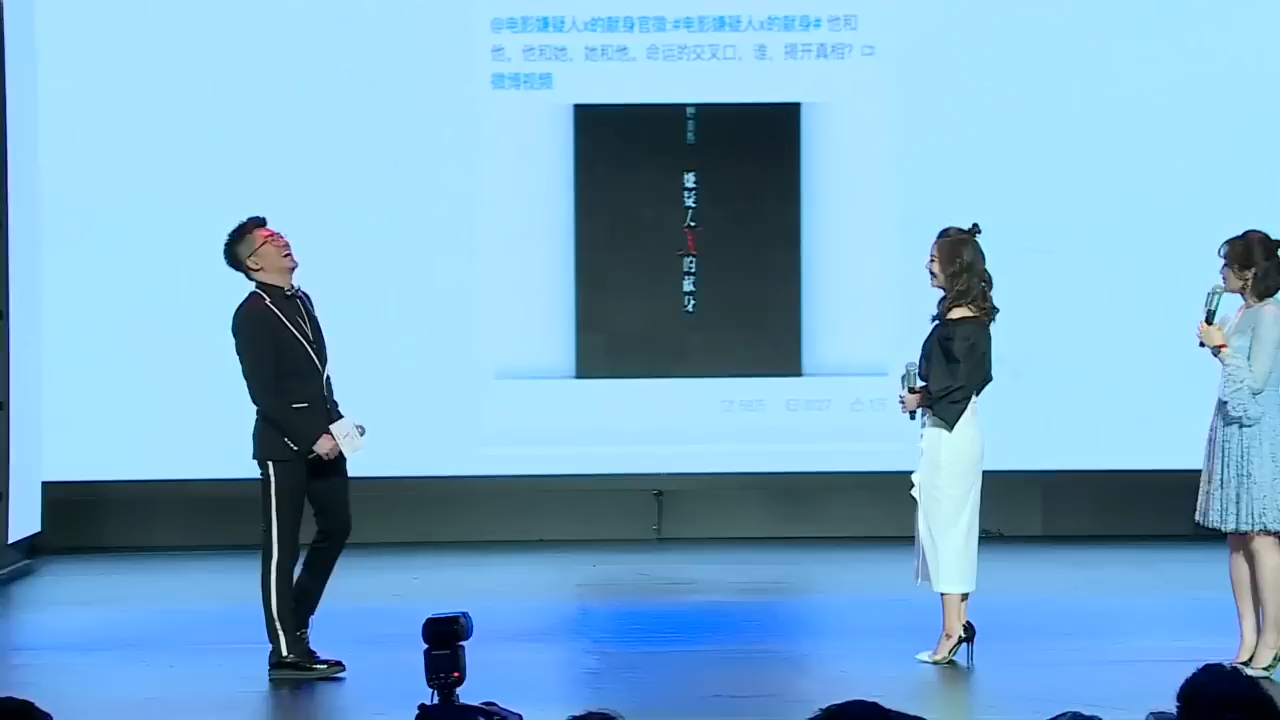 @电影嫌疑人x的献身官微:#电影嫌疑人x的献身# 他和
他。他和她。她和他。命运的交叉口，谁，揭开真相？
微博视频
嫌疑人X的献身